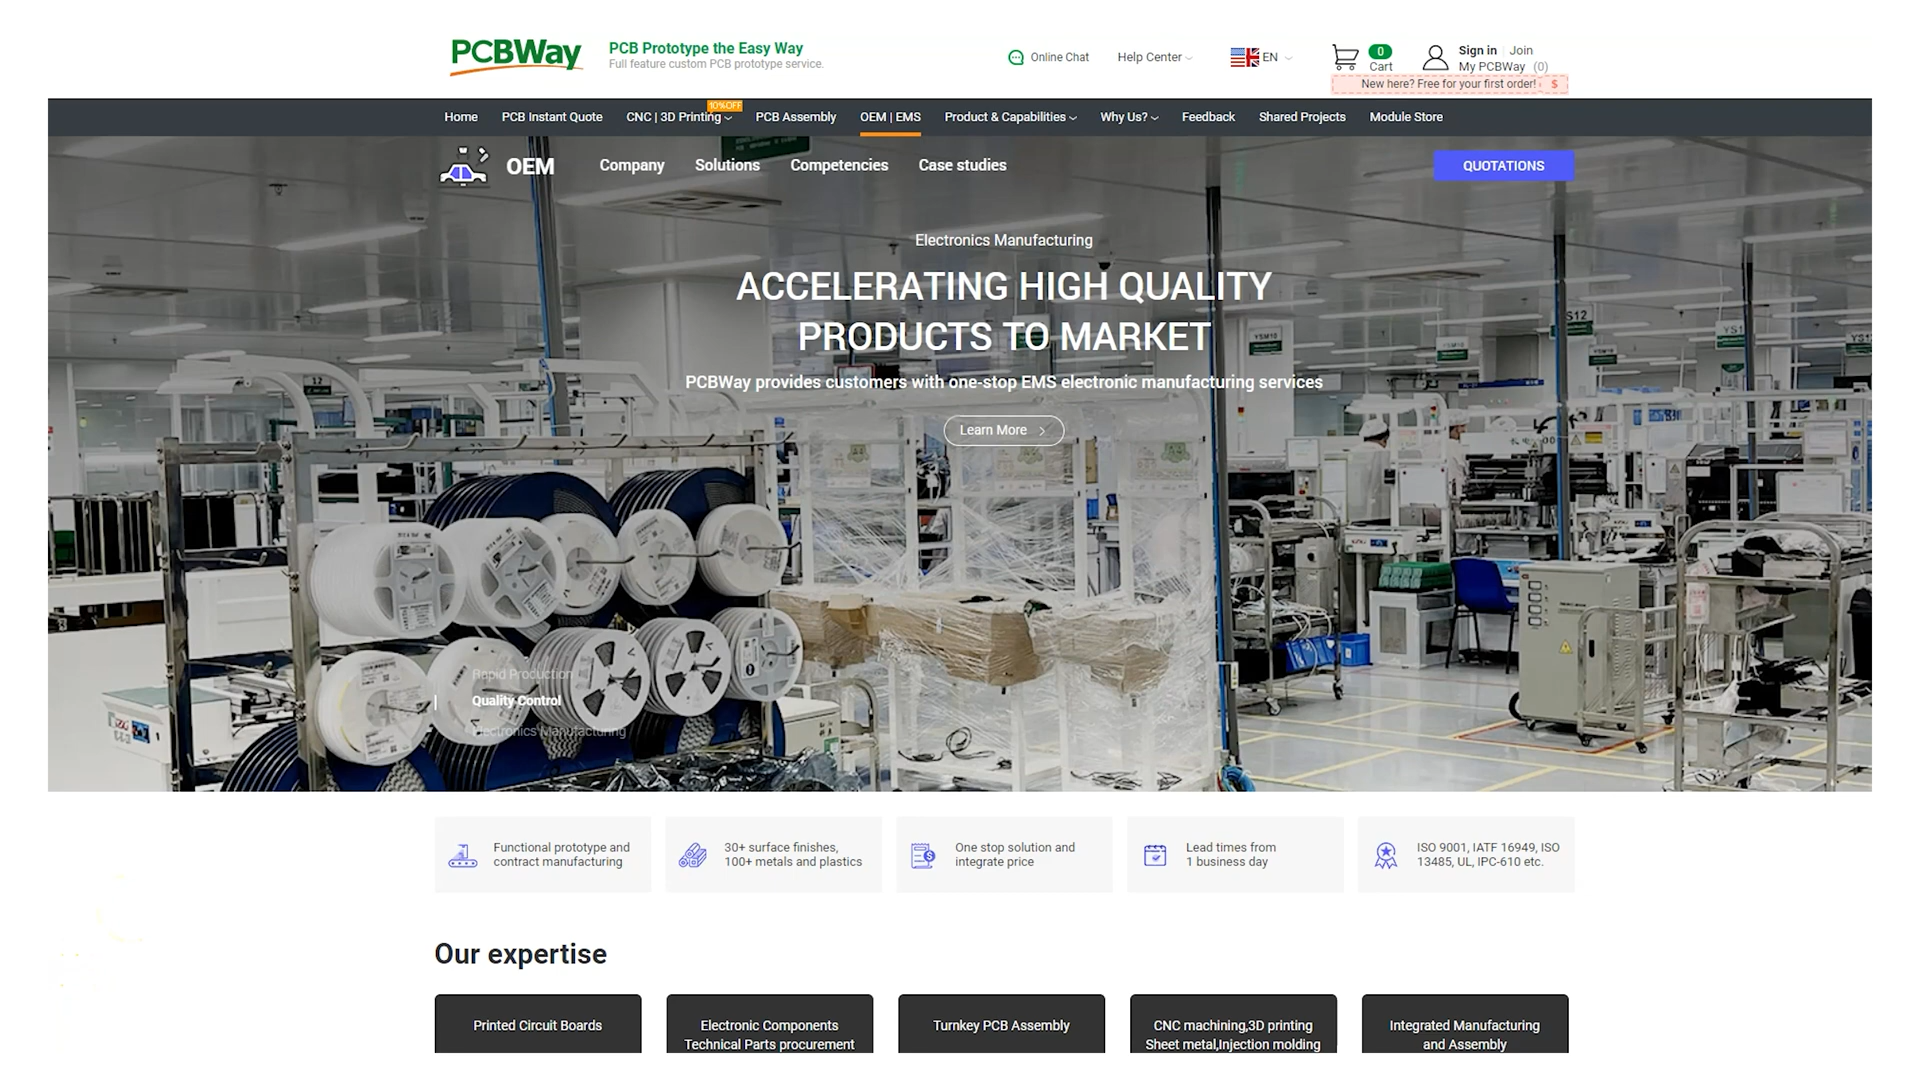 PCBWay
PCB Prototype the Easy Way
Full feature custom PCB prototype service.
Online Chat
Help Center
EN
0
Cart
Sign in
Join
My PCBWay (0)
New here? Free for your first order! $
10%OFF
Home
PCB Instant Quote
CNC | 3D Printing
PCB Assembly
OEM | EMS
Product & Capabilities
Why Us?
Feedback
Shared Projects
Module Store
OEM
Company
Solutions
Competencies
Case studies
QUOTATIONS
Electronics Manufacturing
ACCELERATING HIGH QUALITY
PRODUCTS TO MARKET
PCBWay provides customers with one-stop EMS electronic manufacturing services
Learn More
12
YSM10
YS12
YS1
Rapid Production
Quality Control
Electronics Manufacturing
Functional prototype and
contract manufacturing
30+ surface finishes,
100+ metals and plastics
One stop solution and
integrate price
Lead times from
1 business day
ISO 9001, IATF 16949, ISO
13485, UL, IPC-610 etc.
Our expertise
Printed Circuit Boards
Electronic Components
Technical Parts procurement
Turnkey PCB Assembly
CNC machining,3D printing
Sheet metal,Injection molding
Integrated Manufacturing
and Assembly